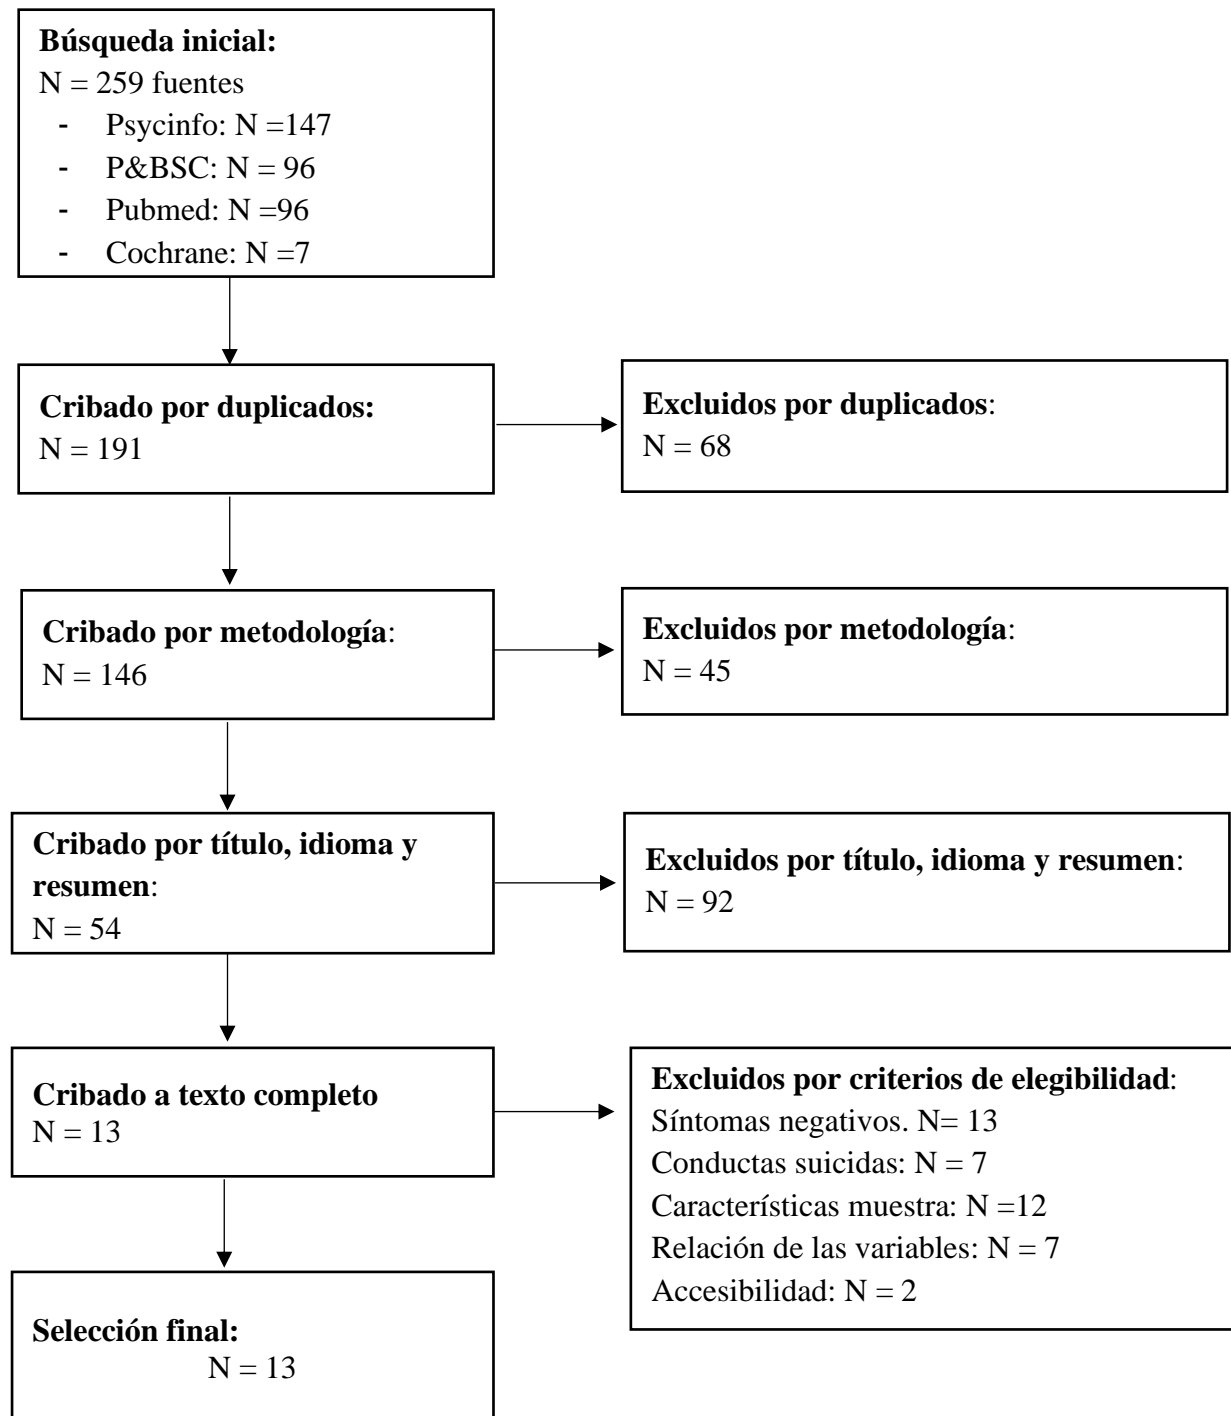 Búsqueda inicial:
N = 259 fuentes
- Psycinfo: N =147
- P&BSC: N = 96
- Pubmed: N =96
- Cochrane: N =7
Cribado por duplicados:
N = 191
Excluidos por duplicados:
N = 68
Cribado por metodología:
N = 146
Excluidos por metodología:
N = 45
Cribado por título, idioma y
resumen:
N = 54
Excluidos por título, idioma y resumen:
N = 92
Cribado a texto completo
N = 13
Excluidos por criterios de elegibilidad:
Síntomas negativos. N= 13
Conductas suicidas: N = 7
Característícas muestra: N =12
Relación de las variables: N = 7
Accesibilidad: N = 2
Selección final:
N = 13